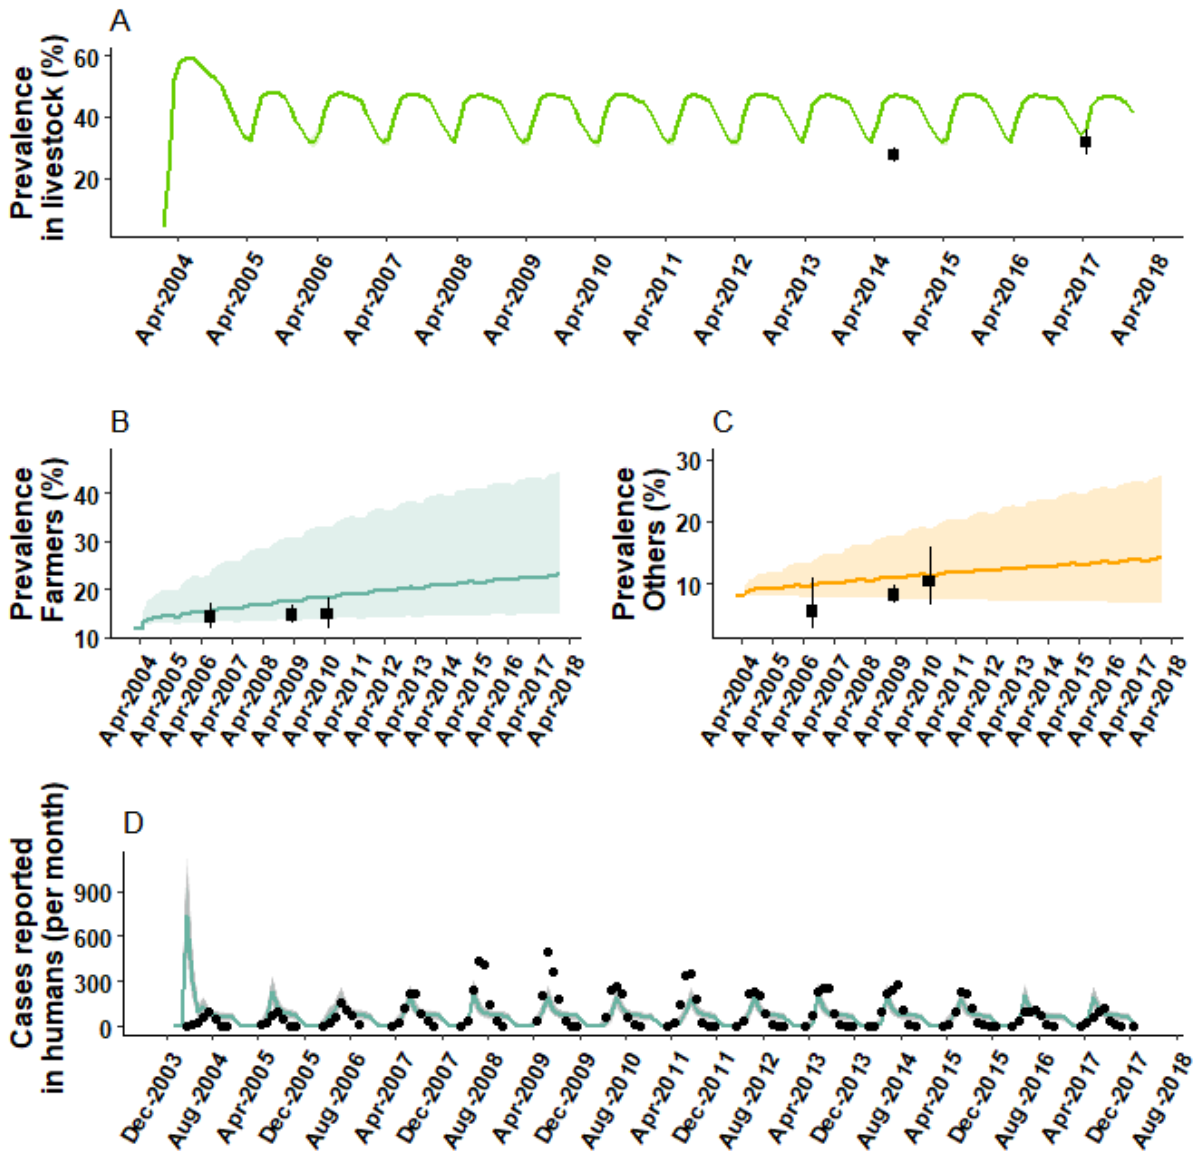 A
Prevalence
in livestock (%)
60
40
20
Apr-2004
Apr-2005
Apr-2006
Apr-2007
Apr-2008
Apr-2009
Apr-2010
Apr-2011
Apr-2012
Apr-2013
Apr-2014
Apr-2015
Apr-2016
Apr-2017
Apr-2018
B
Prevalence
Farmers (%)
40
30
20
10
Apr-2004
Apr-2005
Apr-2006
Apr-2007
Apr-2008
Apr-2009
Apr-2010
Apr-2011
Apr-2012
Apr-2013
Apr-2014
Apr-2015
Apr-2016
Apr-2017
Apr-2018
C
Prevalence
Others (%)
30
20
10
Apr-2004
Apr-2005
Apr-2006
Apr-2007
Apr-2008
Apr-2009
Apr-2010
Apr-2011
Apr-2012
Apr-2013
Apr-2014
Apr-2015
Apr-2016
Apr-2017
Apr-2018
D
Cases reported
in humans (per month)
900
600
300
0
Dec-2003
Aug-2004
Apr-2005
Dec-2005
Aug-2006
Apr-2007
Dec-2007
Aug-2008
Apr-2009
Dec-2009
Aug-2010
Apr-2011
Dec-2011
Aug-2012
Apr-2013
Dec-2013
Aug-2014
Apr-2015
Dec-2015
Aug-2016
Apr-2017
Dec-2017
Aug-2018